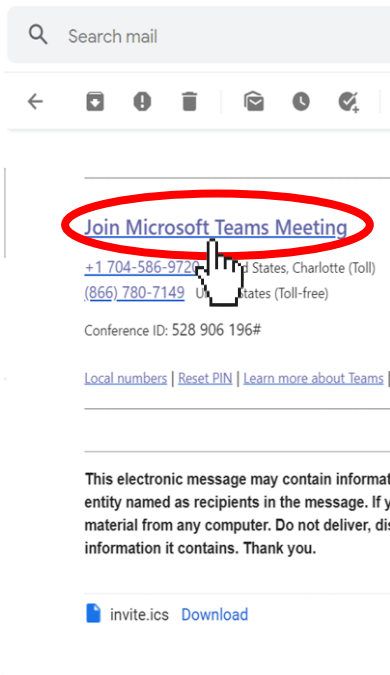 Search mail
Join Microsoft Teams Meeting
+1 704-586-9720 d States, Charlotte (Toll)
(866) 780-7149 States (Toll-free)
Conference ID: 528 906 196#
Local numbers | Reset PIN | Learn more about Teams |
This electronic message may contain informat
entity named as recipients in the message. If y
material from any computer. Do not deliver, dis
information it contains. Thank you.
invite.ics Download